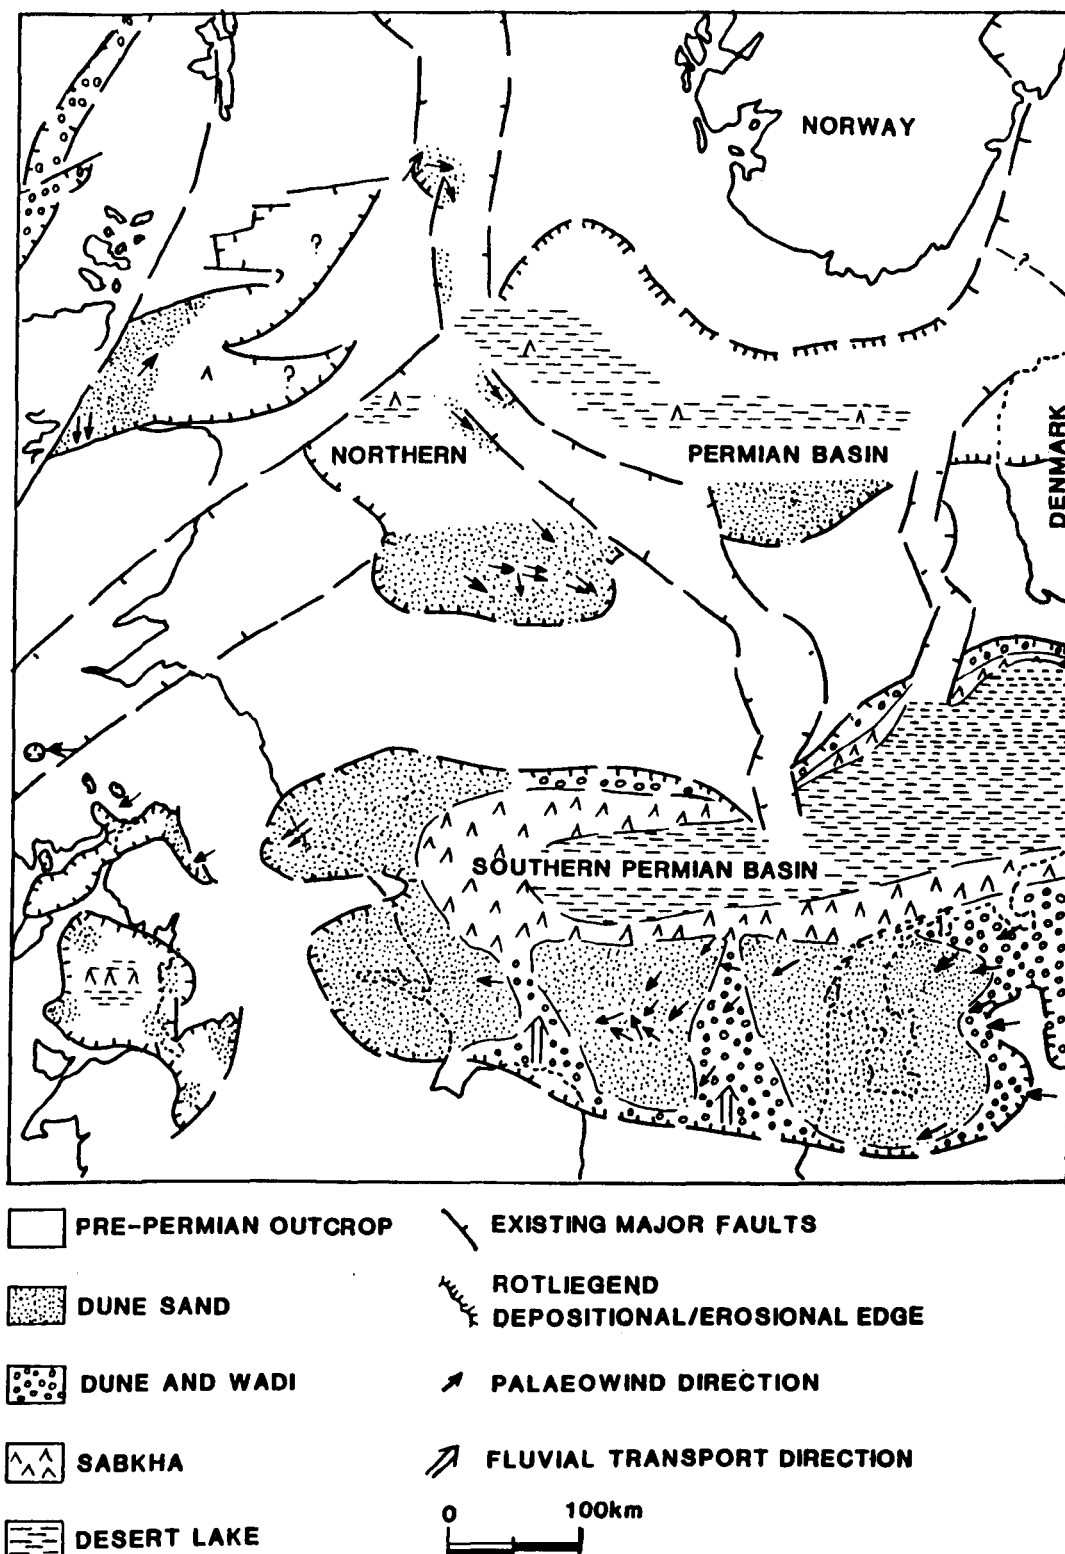 NORWAY
?
?
?
NORTHERN
PERMIAN BASIN
DENMARK
SOUTHERN PERMIAN BASIN
PRE-PERMIAN OUTCROP
EXISTING MAJOR FAULTS
DUNE SAND
ROTLIEGEND
DEPOSITIONAL/EROSIONAL EDGE
DUNE AND WADI
PALAEOWIND DIRECTION
SABKHA
FLUVIAL TRANSPORT DIRECTION
DESERT LAKE
0 100km